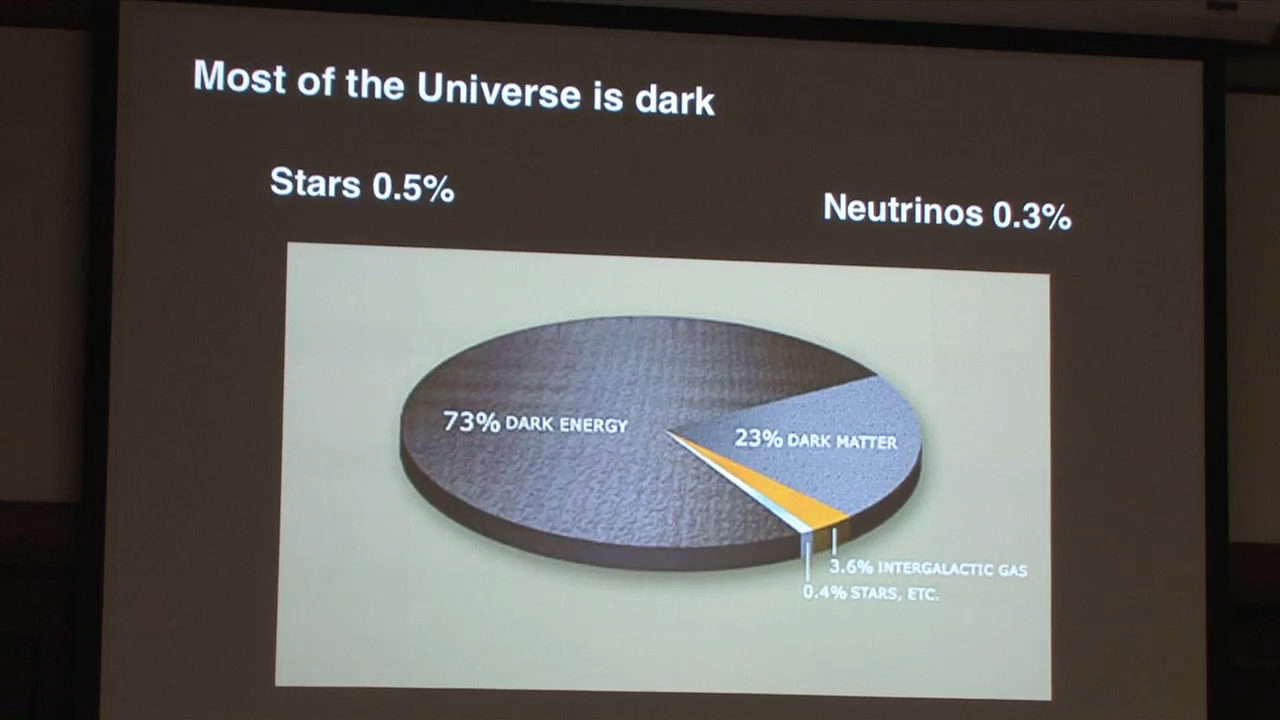 Most of the Universe is dark
Stars 0.5%
Neutrinos 0.3%
73% DARK ENERGY
23% DARK MATTER
3.6% INTERGALACTIC GAS
0.4% STARS, ETC.